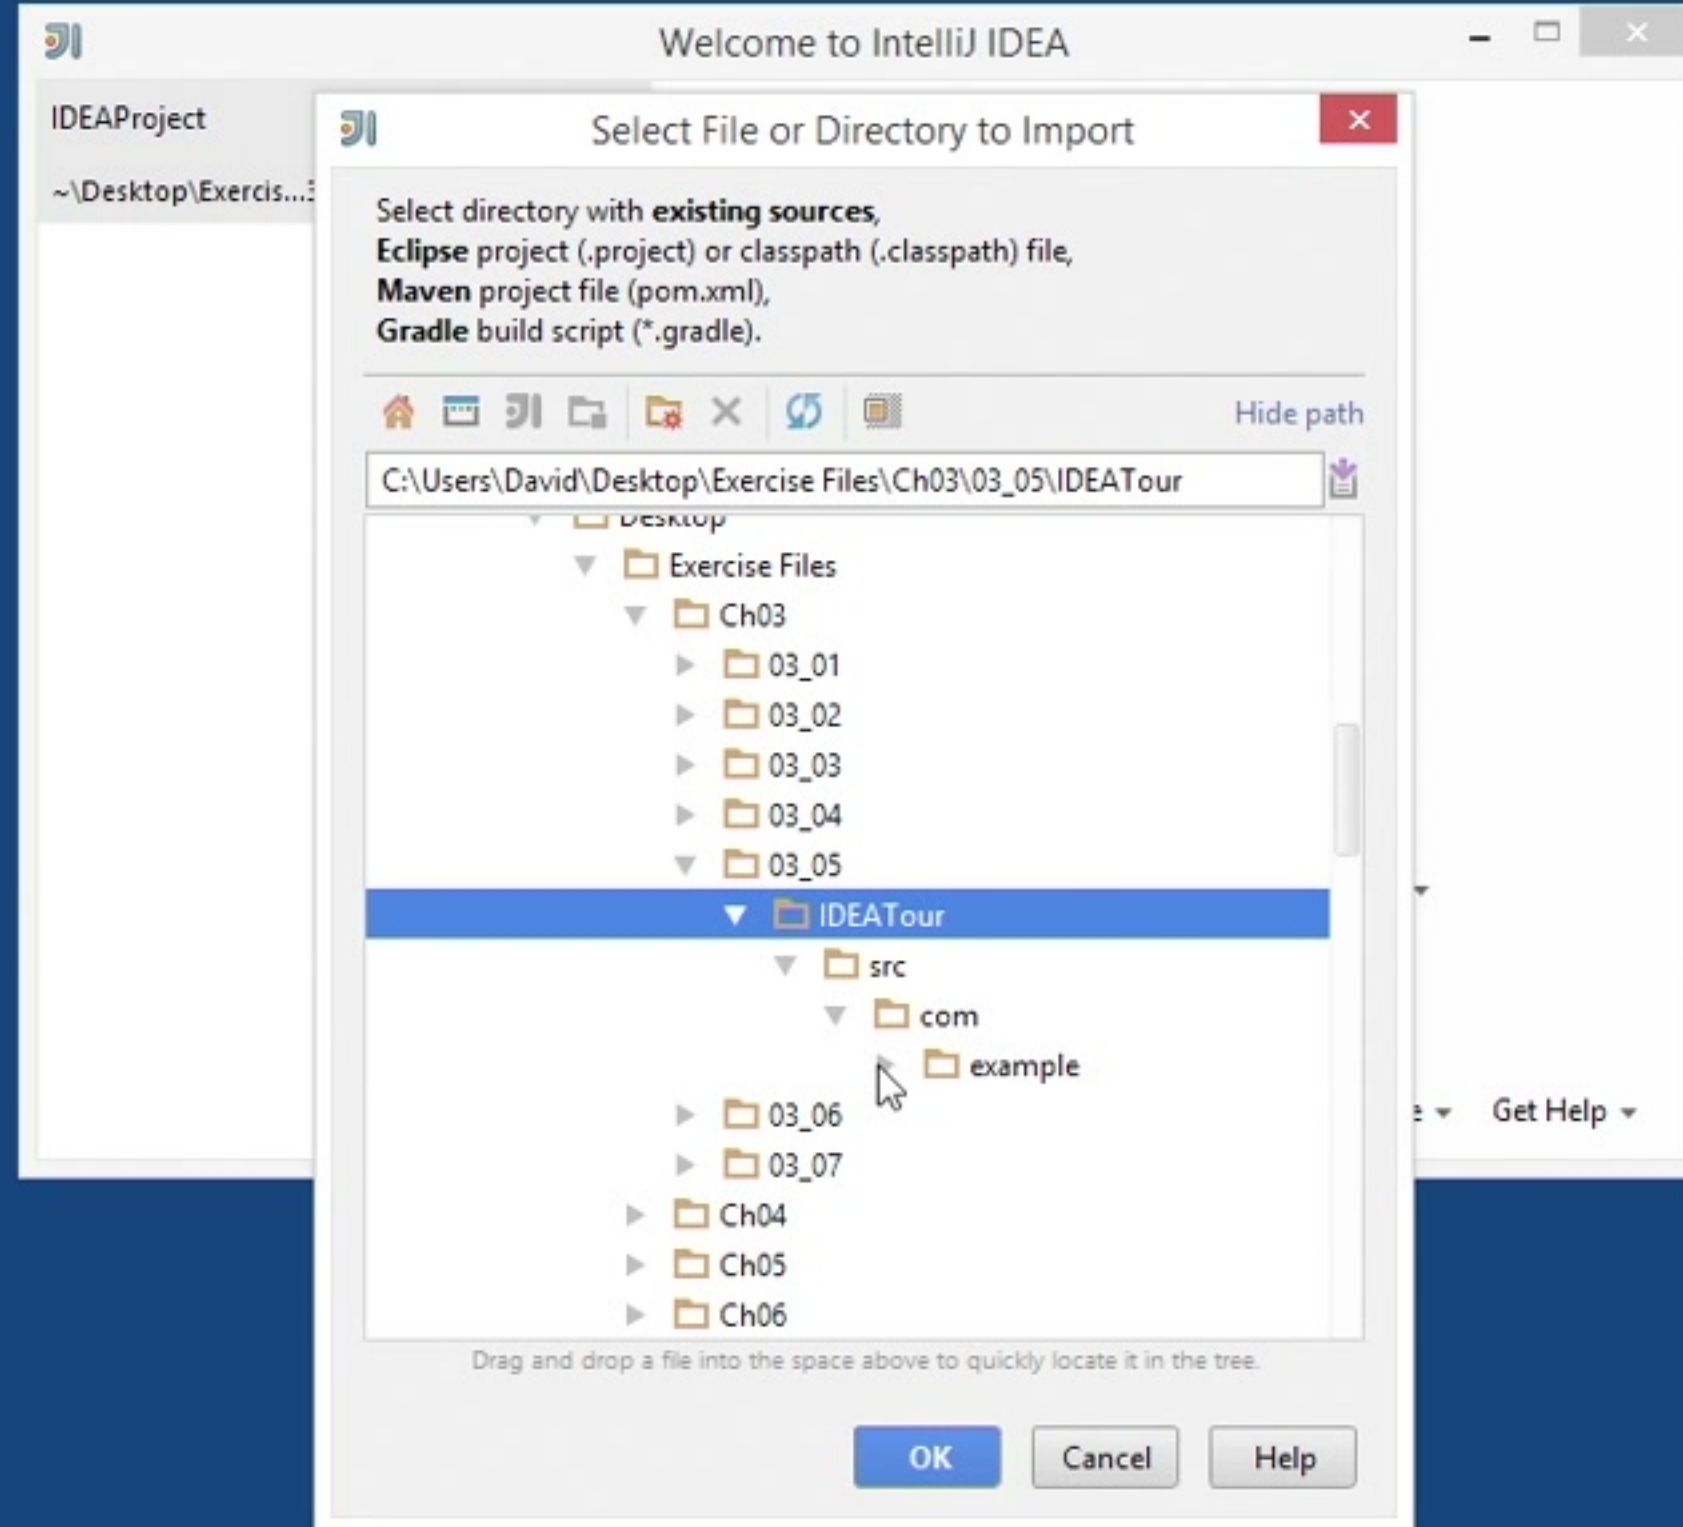 Welcome to IntelliJ IDEA
IDEAProject
~\Desktop\Exercis...
Select File or Directory to Import
Select directory with existing sources,
Eclipse project (.project) or classpath (.classpath) file,
Maven project file (pom.xml),
Gradle build script (*.gradle).
Hide path
C:\Users\David\Desktop\Exercise Files\Ch03\03_05\IDEATour
Desktop
Exercise Files
Ch03
03_01
03_02
03_03
03_04
03_05
IDEATour
src
com
example
03_06
03_07
Ch04
Ch05
Ch06
Get Help
Drag and drop a file into the space above to quickly locate it in the tree.
OK Cancel Help